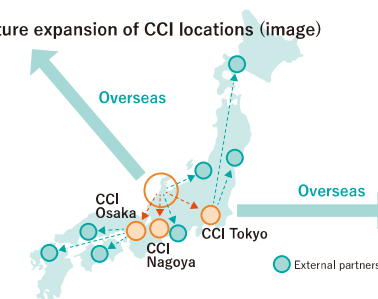 ture expansion of CCI locations (image)
Overseas
CCI
Osaka
Overseas
CCI Tokyo
CCI
Nagoya
External partners